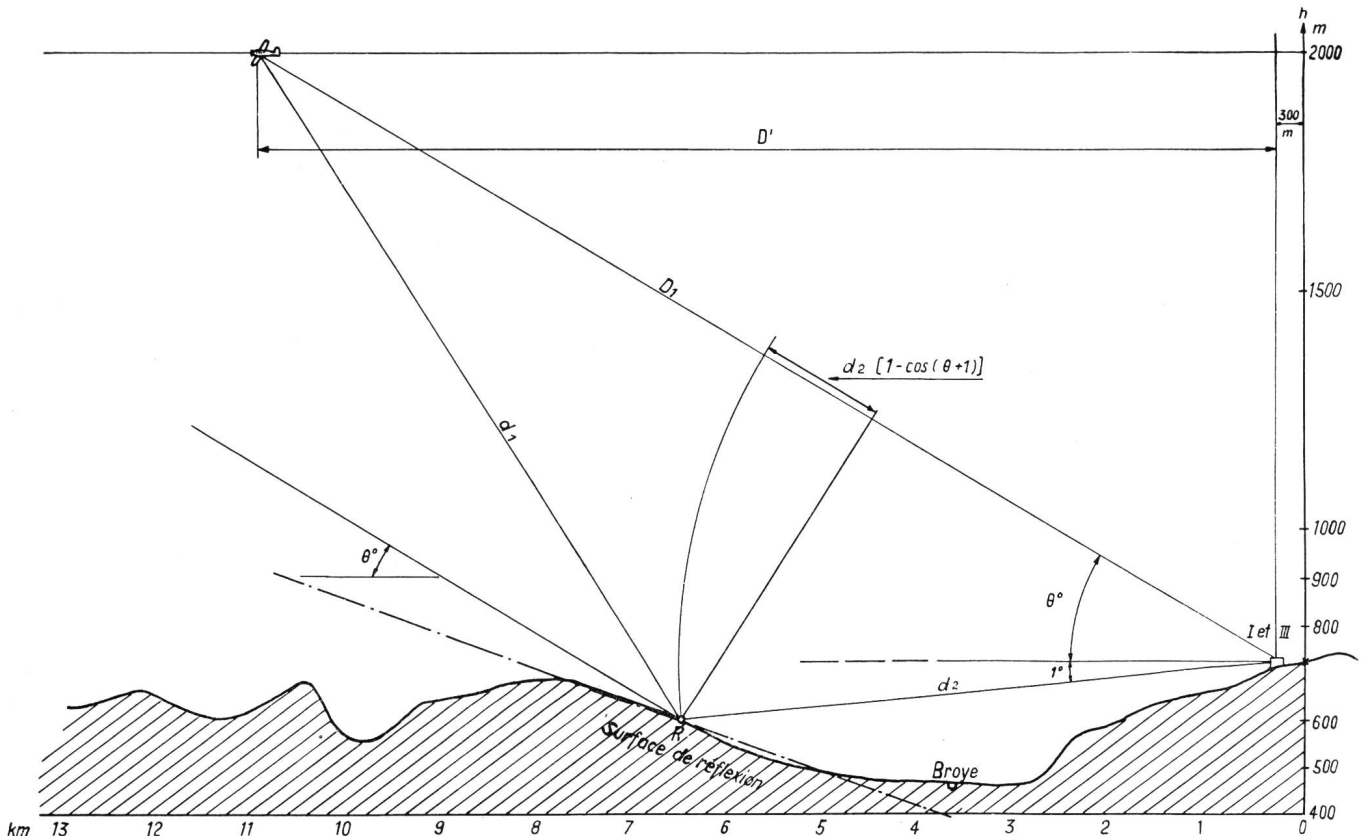 h
m
2000
300
m
D'
1500
D1
d2 [1-cos(θ+1)]
d1
1000
θ°
900
θ°
800
I et III
1°
d2
600
R
Surface de réflexion
Broye
500
400
km 13 12 11 10 9 8 7 6 5 4 3 2 1 0